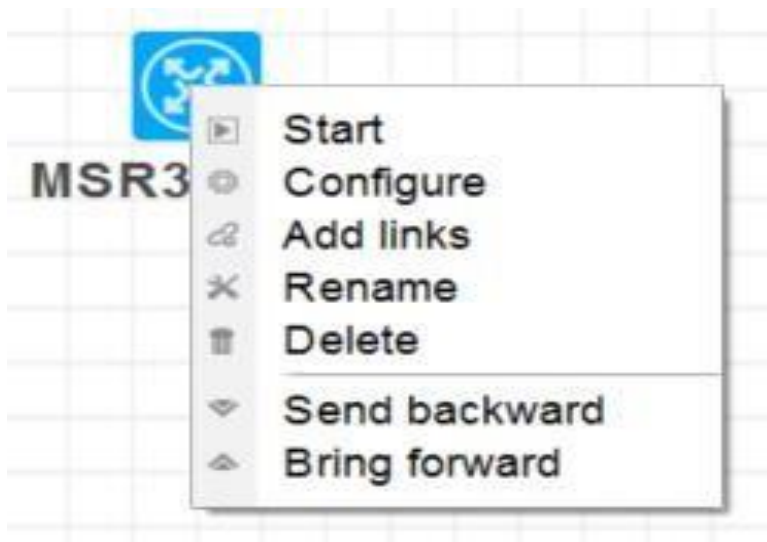 Start
MSR3
Configure
Add links
Rename
Delete
Send backward
Bring forward